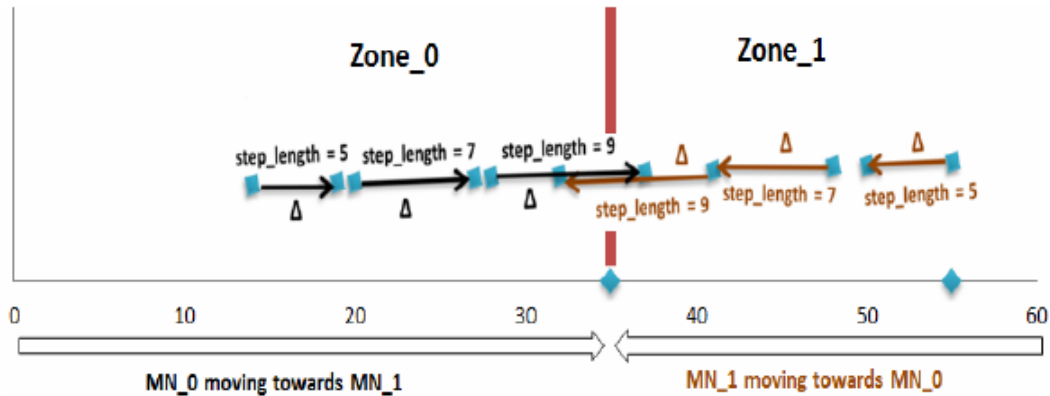 Zone_0
Zone_1
step_length = 5
step_length = 7
step_length = 9
Δ
Δ
Δ
Δ
Δ
Δ
step_length = 9
step_length = 7
step_length = 5
0 10 20 30 40 50 60
MN_0 moving towards MN_1
MN_1 moving towards MN_0